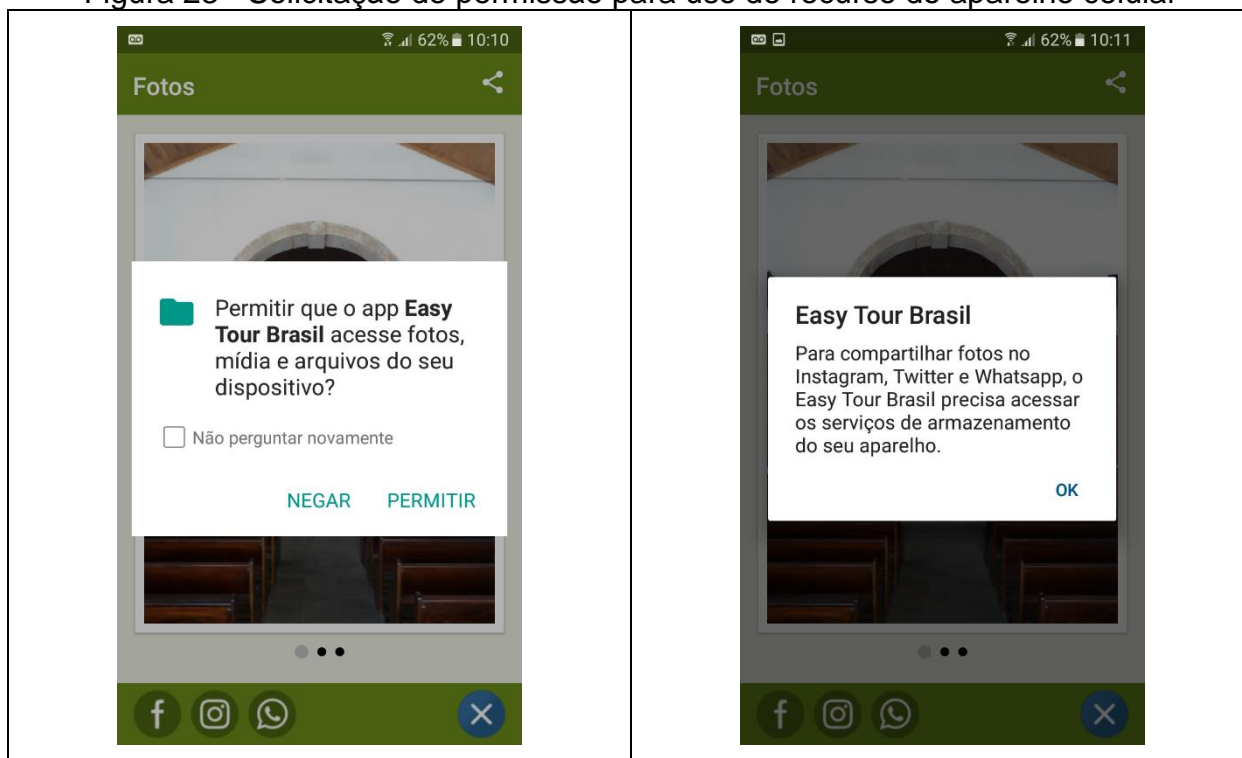 Figura - Solicitação de permissão para uso de recurso do aparelho celular
62% 10:10
Fotos
Permitir que o app Easy
Tour Brasil acesse fotos,
mídia e arquivos do seu
dispositivo?
Não perguntar novamente
NEGAR PERMITIR
62% 10:11
Fotos
Easy Tour Brasil
Para compartilhar fotos no
Instagram, Twitter e Whatsapp, o
Easy Tour Brasil precisa acessar
os serviços de armazenamento
do seu aparelho.
OK